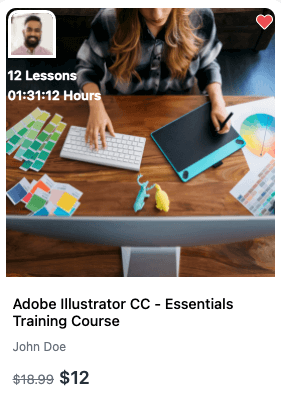 12 Lessons
01:31:12 Hours
Adobe Illustrator CC - Essentials
Training Course
John Doe
$18.99 $12